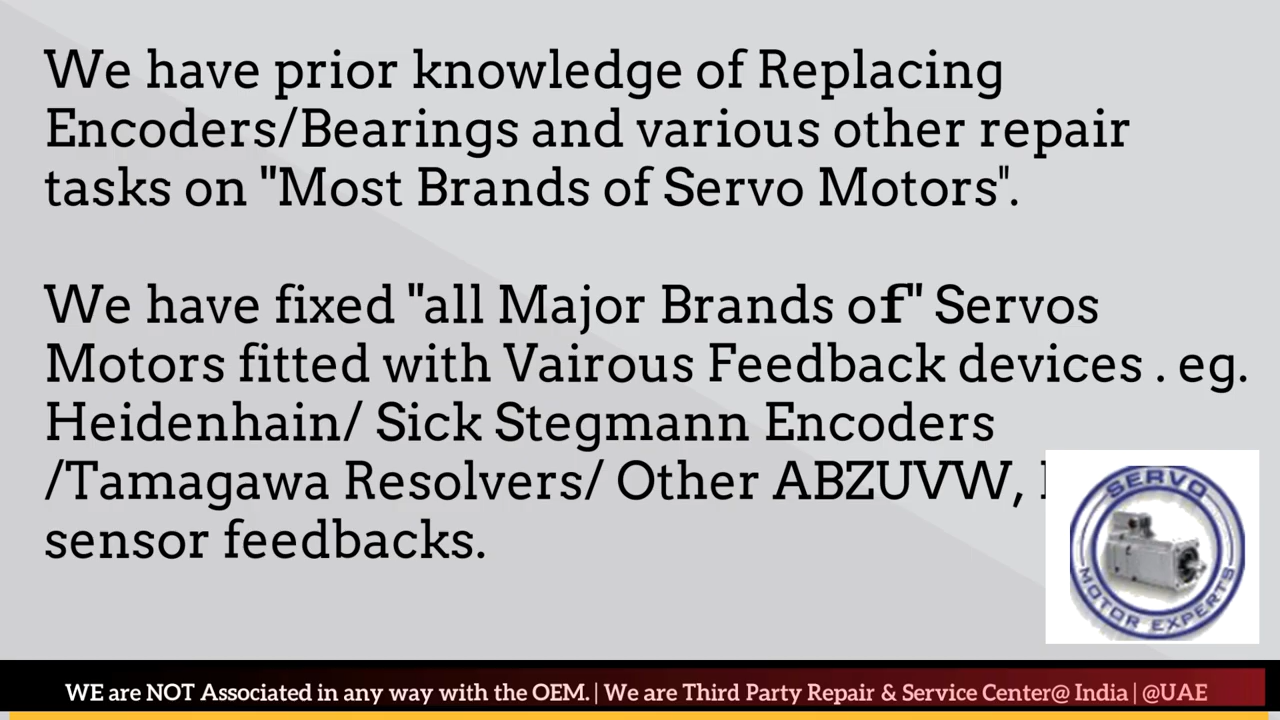 We have prior knowledge of Replacing
Encoders/Bearings and various other repair
tasks on "Most Brands of Servo Motors".
We have fixed "all Major Brands of" Servos
Motors fitted with Vairous Feedback devices . eg.
Heidenhain/ Sick Stegmann Encoders
/Tamagawa Resolvers/ Other ABZUVW,
sensor feedbacks.
SERVO
MOTOR EXPERTS
WE are NOT Associated in any way with the OEM. | We are Third Party Repair & Service Center@ India | @UAE